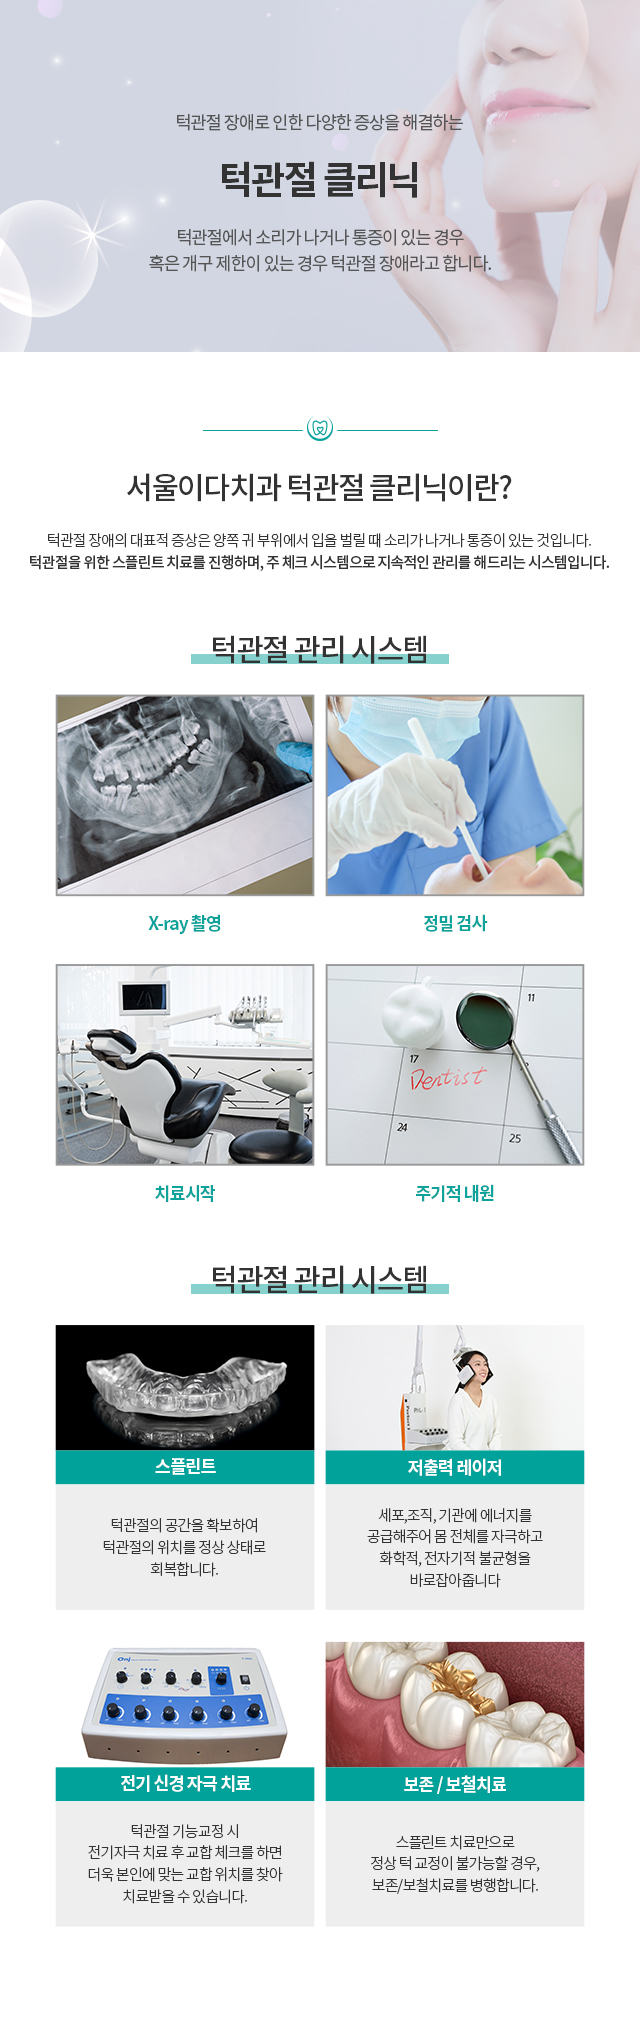 턱관절 장애로 인한 다양한 증상을 해결하는
턱관절 클리닉
턱관절에서 소리가 나거나 통증이 있는 경우
혹은 개구 제한이 있는 경우 턱관절 장애라고 합니다.
서울이다치과 턱관절 클리닉이란?
턱관절 장애의 대표적 증상은 양쪽 귀 부위에서 입을 벌릴 때 소리가 나거나 통증이 있는 것입니다.
턱관절을 위한 스플린트 치료를 진행하며, 주 체크 시스템으로 지속적인 관리를 해드리는 시스템입니다.
턱관절 관리 시스템
X-ray 촬영
정밀 검사
11
17
Dentist
24
25
치료시작
주기적 내원
턱관절 관리 시스템
스플린트
턱관절의 공간을 확보하여
턱관절의 위치를 정상 상태로
회복합니다.
저출력 레이저
세포,조직, 기관에 에너지를
공급해주어 몸 전체를 자극하고
화학적, 전자기적 불균형을
바로잡아줍니다
전기 신경 자극 치료
턱관절 기능교정 시
전기자극 치료 후 교합 체크를 하면
더욱 본인에 맞는 교합 위치를 찾아
치료받을 수 있습니다.
보존 / 보철치료
스플린트 치료만으로
정상 턱 교정이 불가능할 경우,
보존/보철치료를 병행합니다.